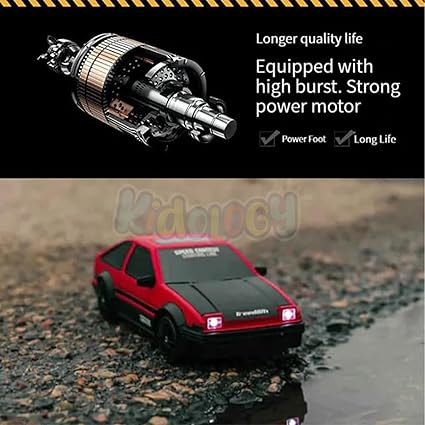 Longer quality life
Equipped with
high burst. Strong
power motor
Power Foot
Long Life
Kidology